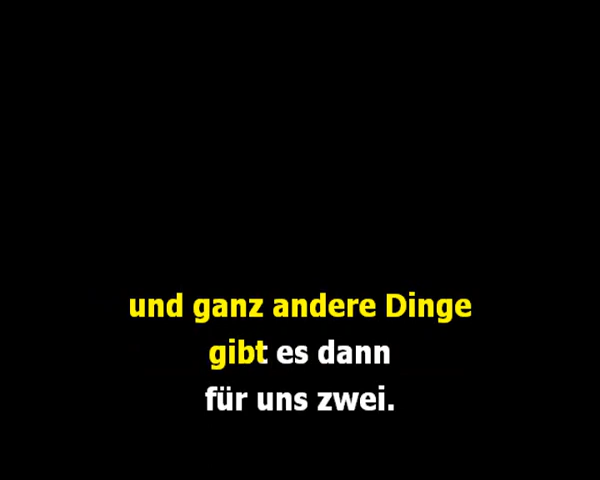 und ganz andere Dinge
gibt es dann
für uns zwei.